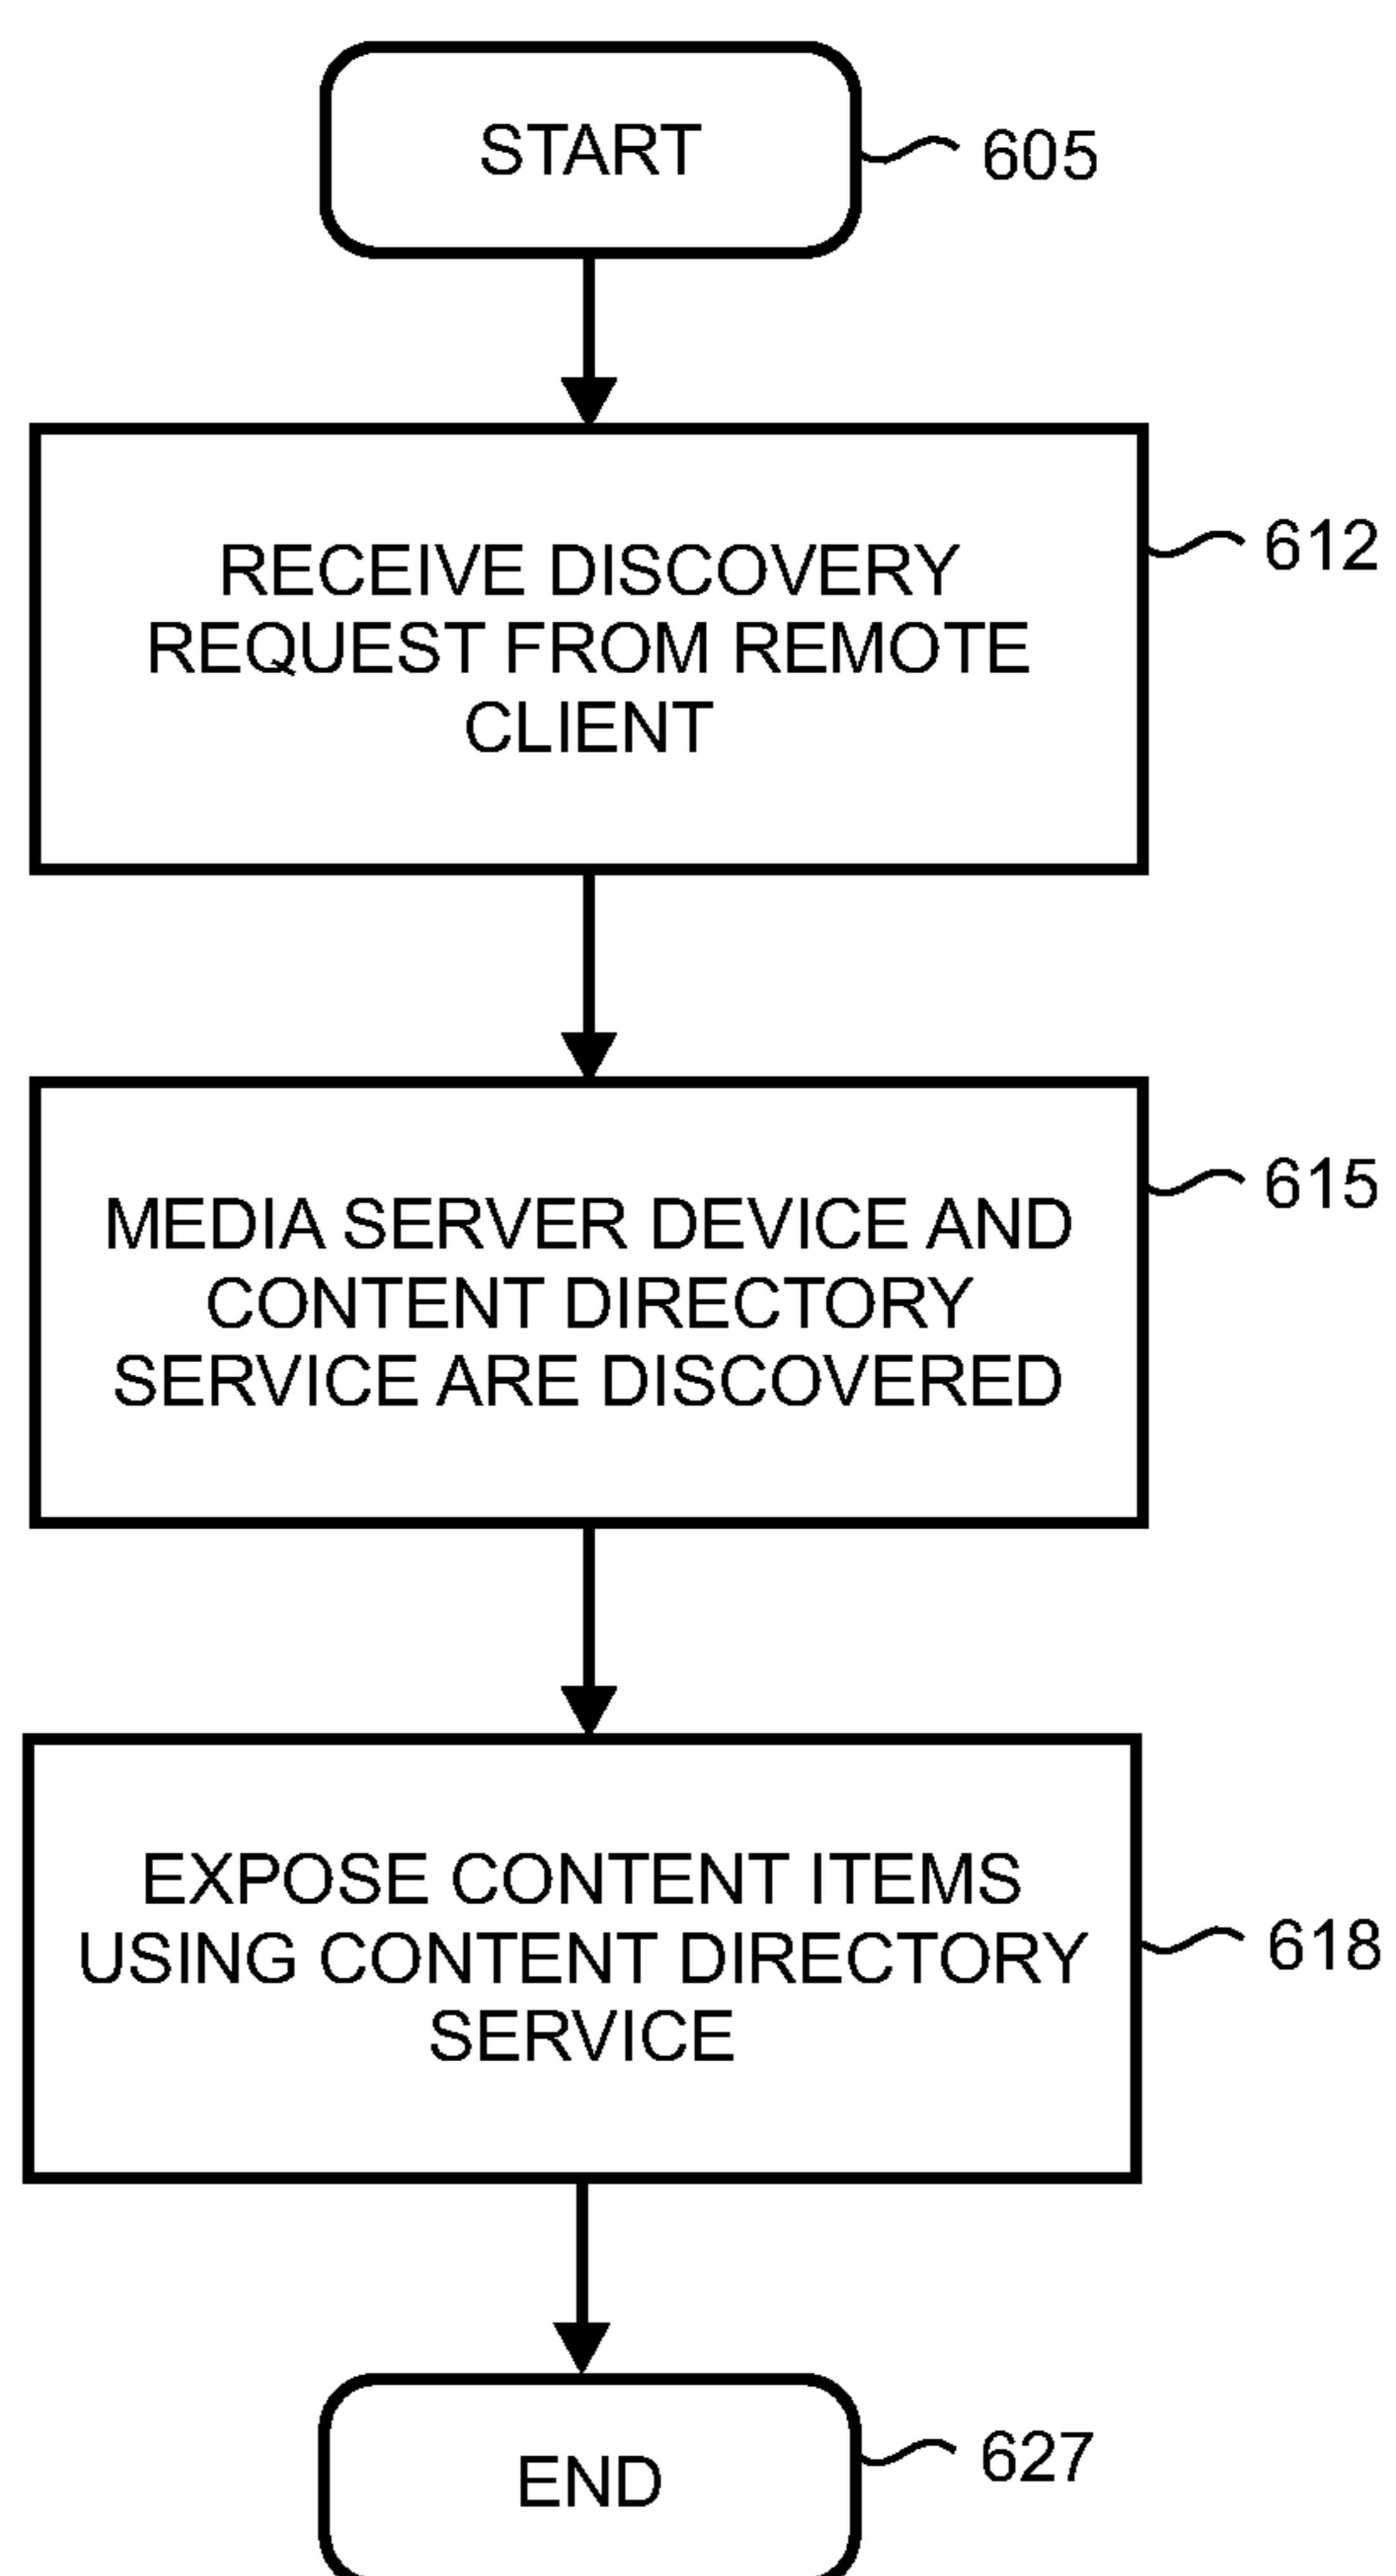 START
605
RECEIVE DISCOVERY
REQUEST FROM REMOTE
CLIENT
612
MEDIA SERVER DEVICE AND
CONTENT DIRECTORY
SERVICE ARE DISCOVERED
615
EXPOSE CONTENT ITEMS
USING CONTENT DIRECTORY
SERVICE
618
END
627